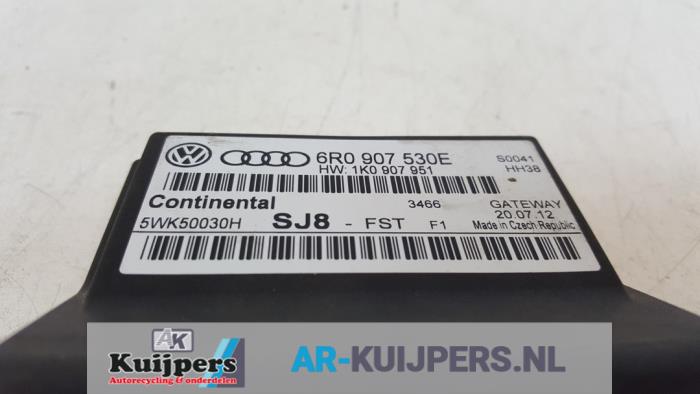 6R0 907 530E
HW: 1K0 907 951
S0041
HH38
Continental
3466
GATEWAY
5WK50030H SJ8 - FST F1
20.07.12
Made in Czech Republic
AK
Kuijpers
Autorecycling & onderdelen
AR-KUIJPERS.NL